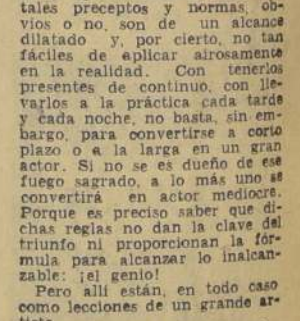 tales preceptos y normas, ob-
vios o no, son de un alcance
dilatado y, por cierto, no tan
fáciles de aplicar airosamente
en la realidad. Con tenerlos
presentes de continuo, con lle-
varlos a la práctica cada tarde
y cada noche, no basta, sin em-
bargo, para convertirse a corto
plazo o a la larga en un gran
actor. Si no se es dueño de ese
fuego sagrado, a lo más uno se
convertirá en actor mediocre.
Porque es preciso saber que di-
chas reglas no dan la clave del
triunfo ni proporcionan la fór-
mula para alcanzar lo inalcan-
zable: ¡el genio!
Pero allí están, en todo caso
como lecciones de un grande ar-